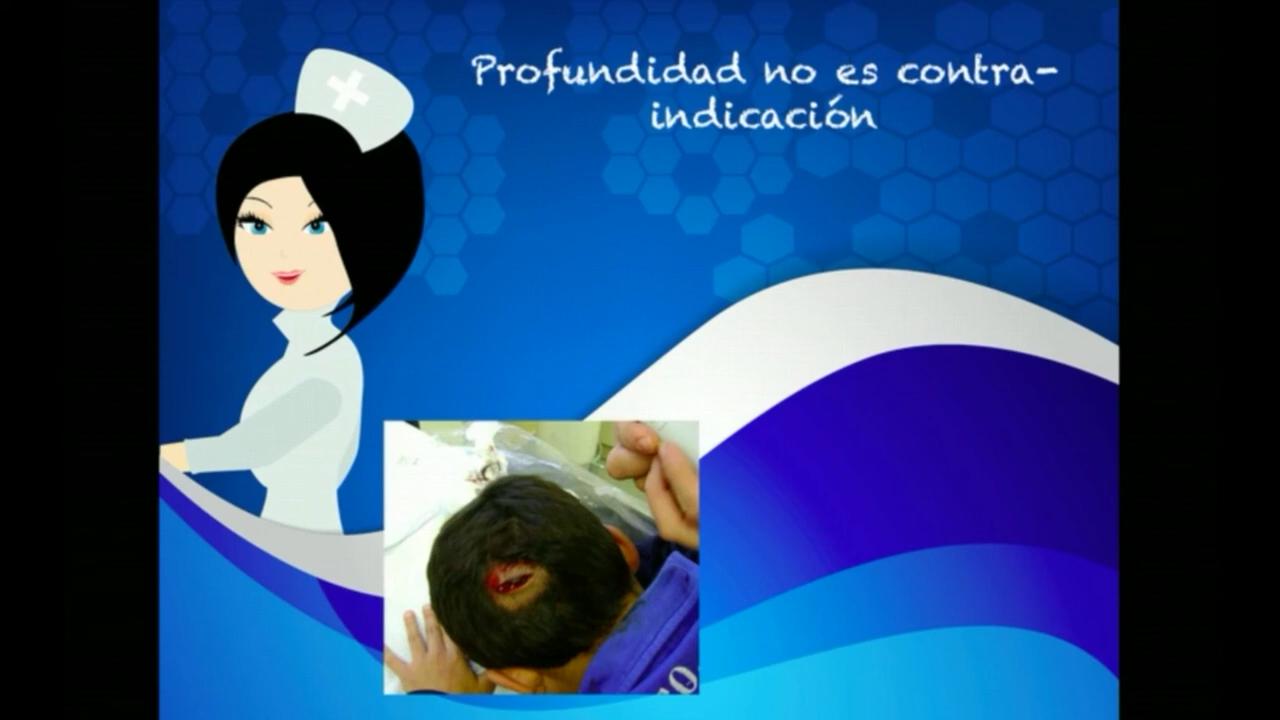 Profundidad no es contra-
indicación